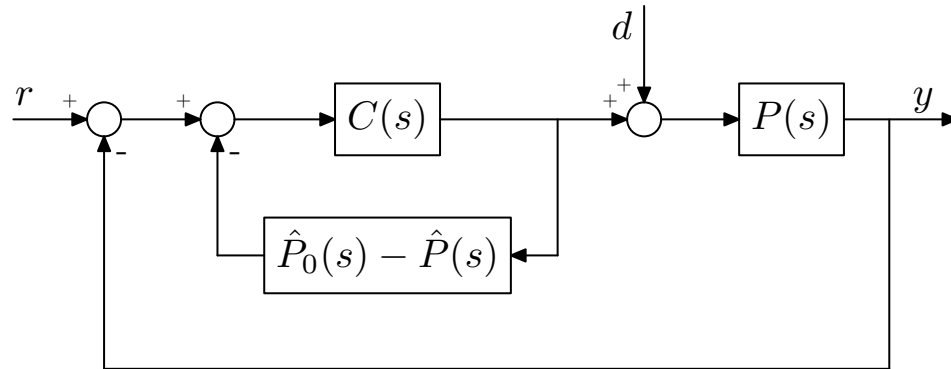 d
r + + C(s) + + P(s) y
- -
P̂₀(s) − P̂(s)